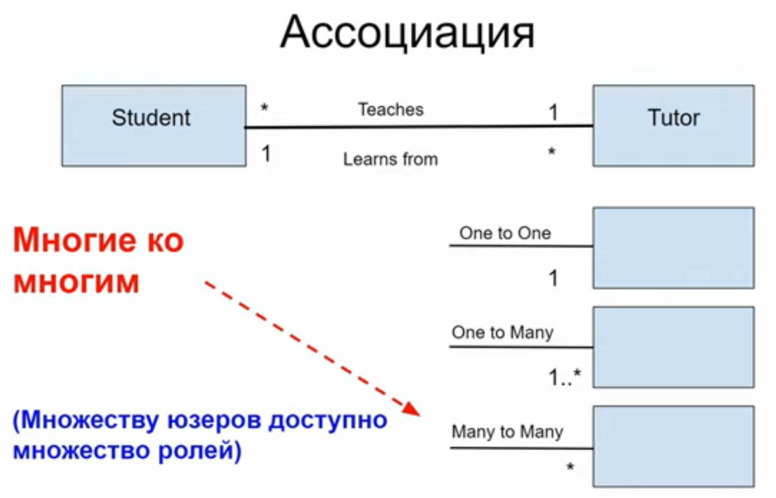 Ассоциация
Student
*
Teaches
1
Tutor
1
Learns from
*
Многие ко
многим
One to One
1
One to Many
1..*
(Множеству юзеров доступно
множество ролей)
Many to Many
*